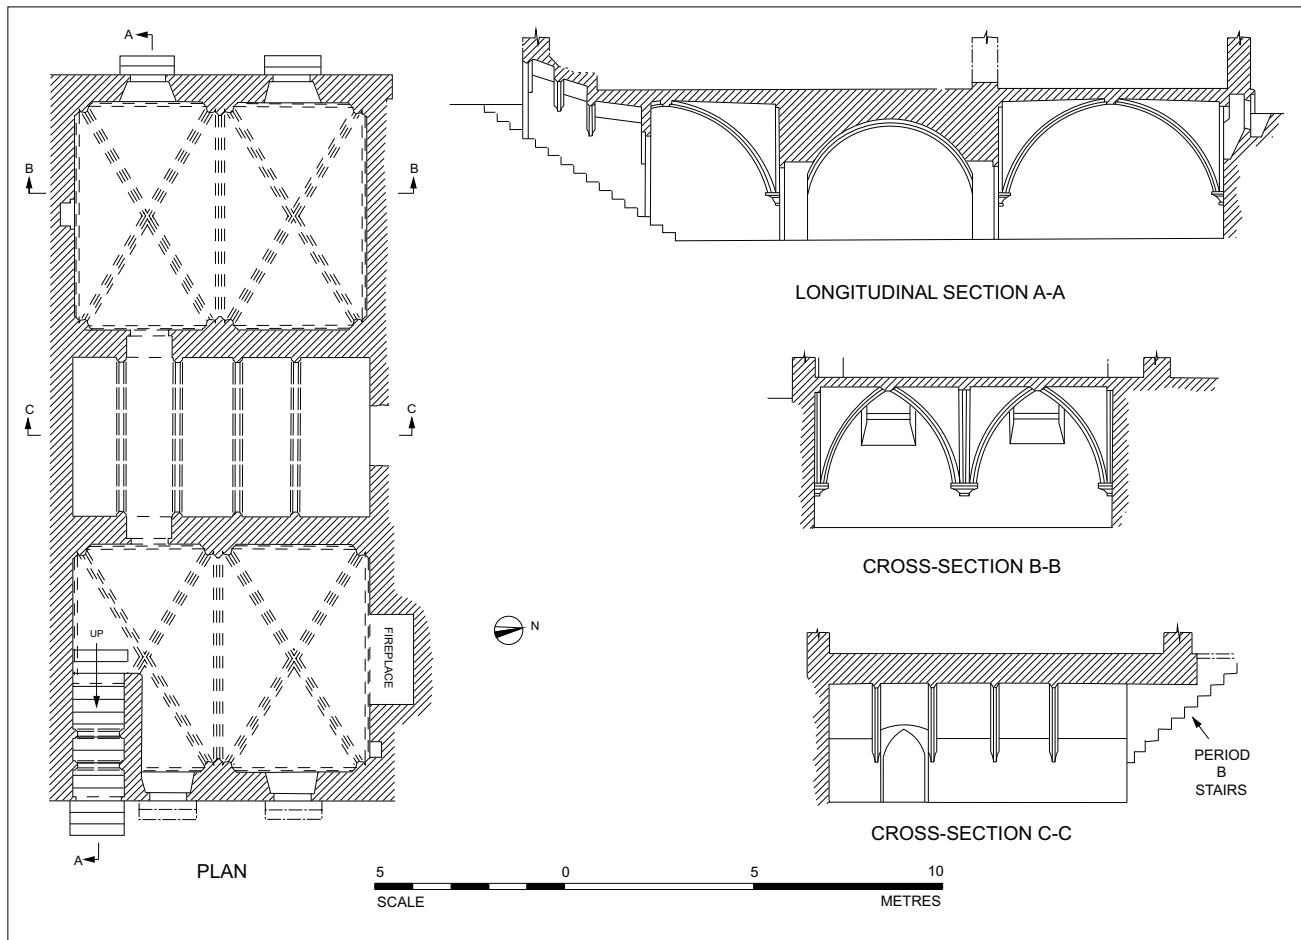 A
A
LONGITUDINAL SECTION A-A
B
B
CROSS-SECTION B-B
C
C
UP
FIREPLACE
N
PERIOD
B
STAIRS
CROSS-SECTION C-C
A
PLAN
5
0
5
10
SCALE
METRES